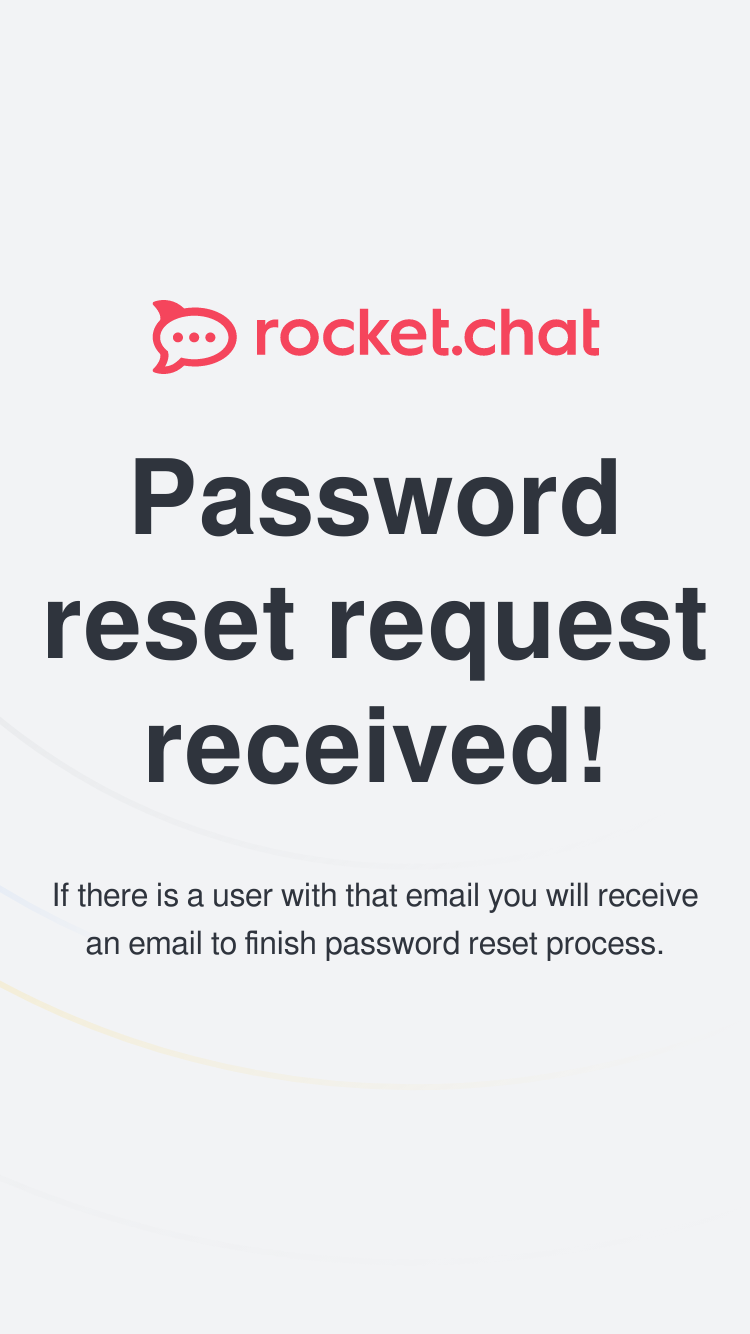 rocket.chat
Password
reset request
received!
If there is a user with that email you will receive
an email to finish password reset process.